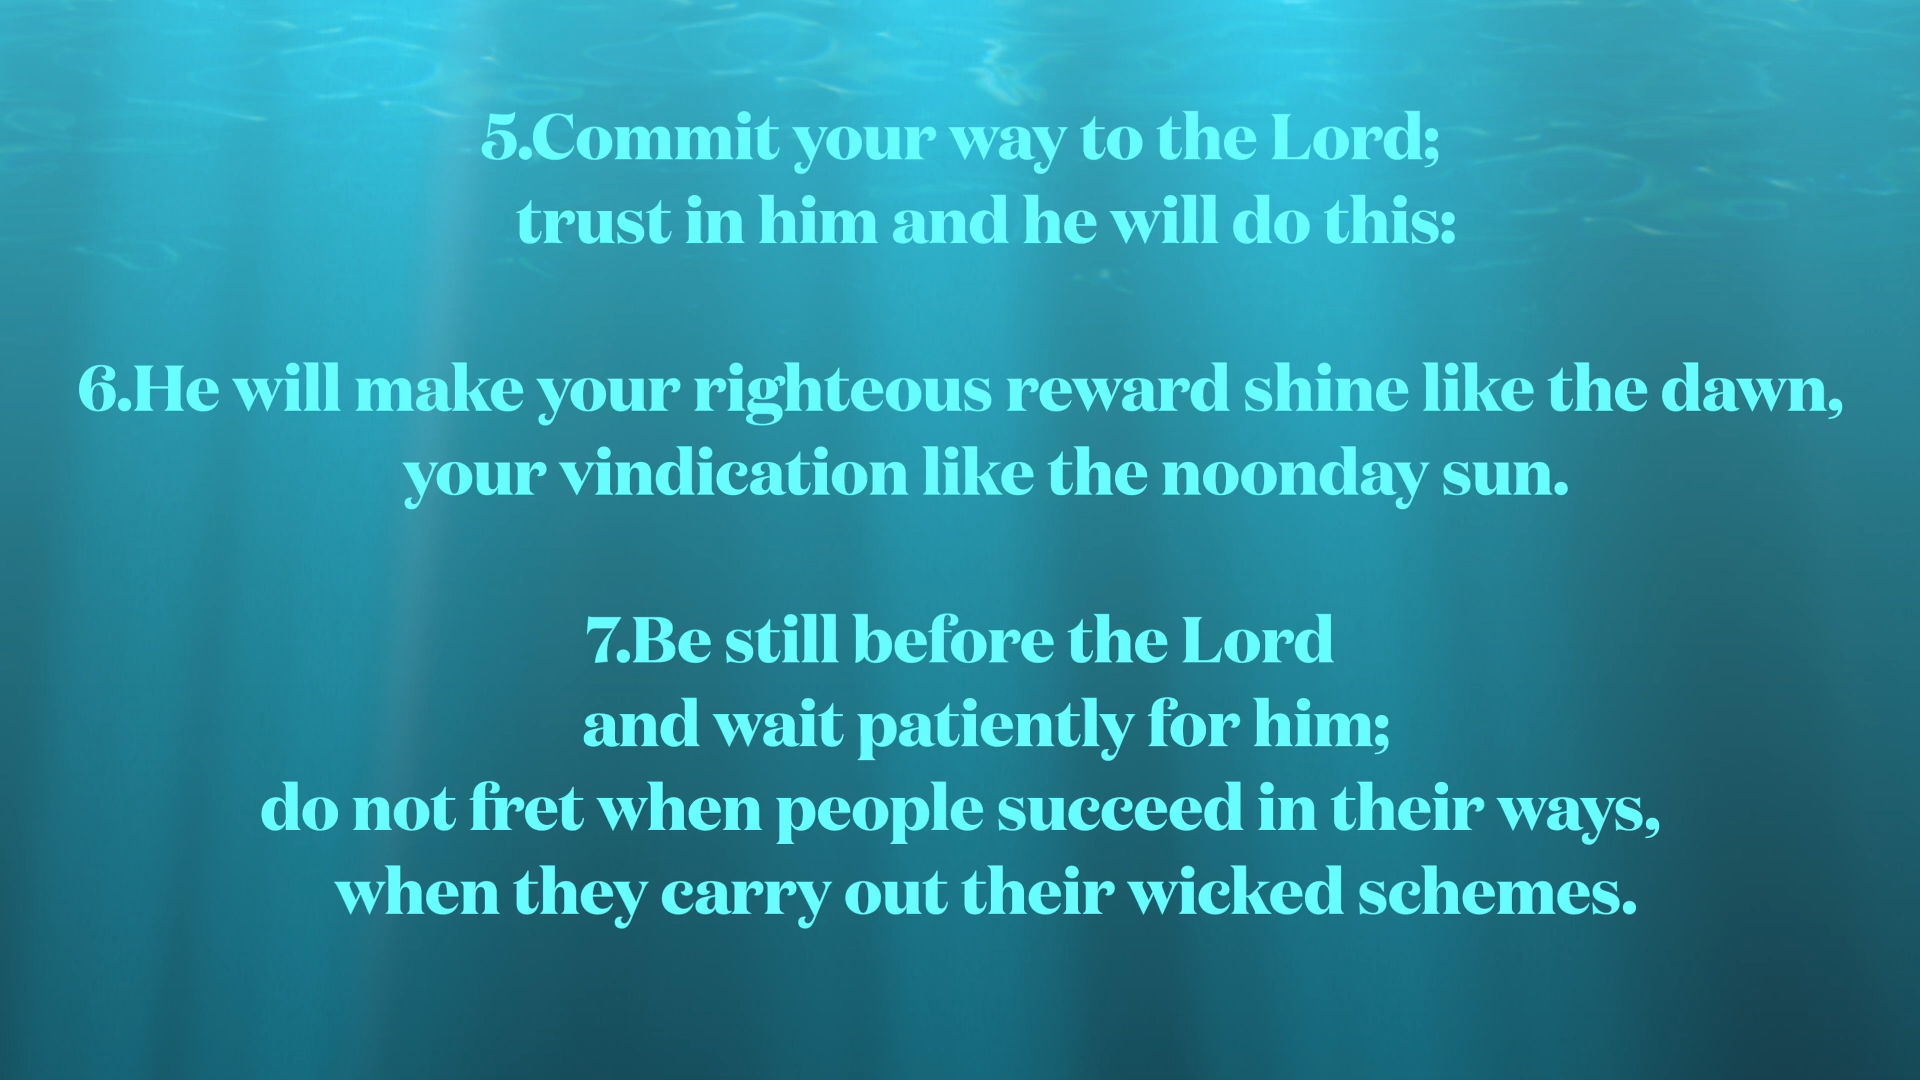 5.Commit your way to the Lord;
trust in him and he will do this:
6.He will make your righteous reward shine like the dawn,
your vindication like the noonday sun.
7.Be still before the Lord
and wait patiently for him;
do not fret when people succeed in their ways,
when they carry out their wicked schemes.